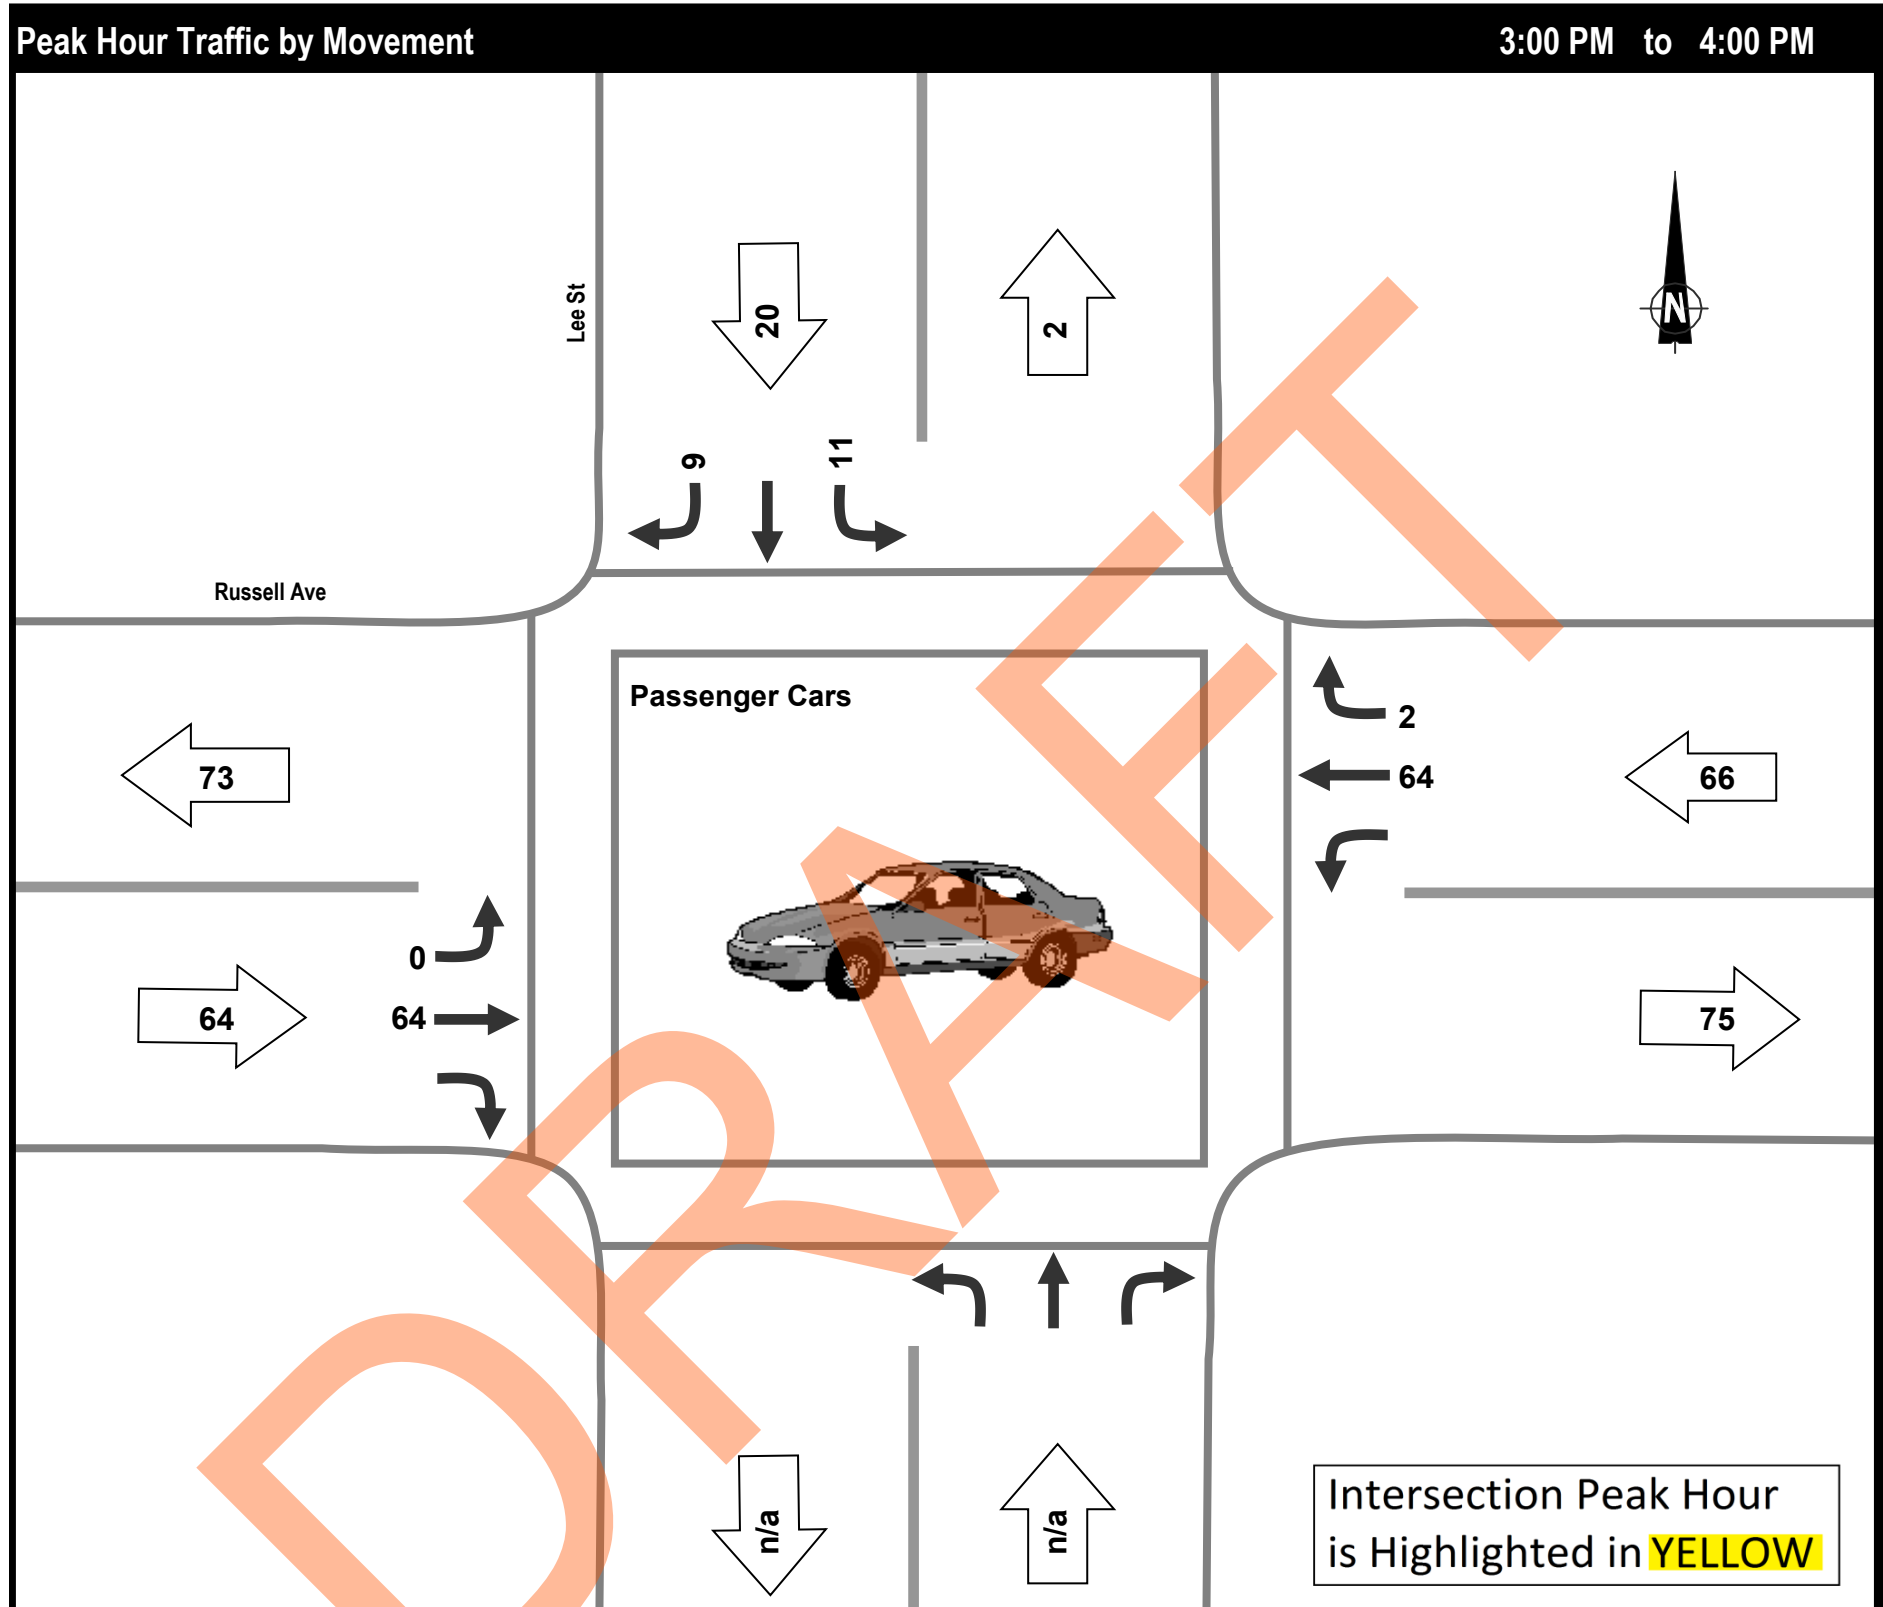 Peak Hour Traffic by Movement 3:00 PM to 4:00 PM
Lee St
20
2
N
9
11
Russell Ave
Passenger Cars
2
73
64
66
0
64
64
75
n/a
n/a
Intersection Peak Hour
is Highlighted in YELLOW
DRAFT